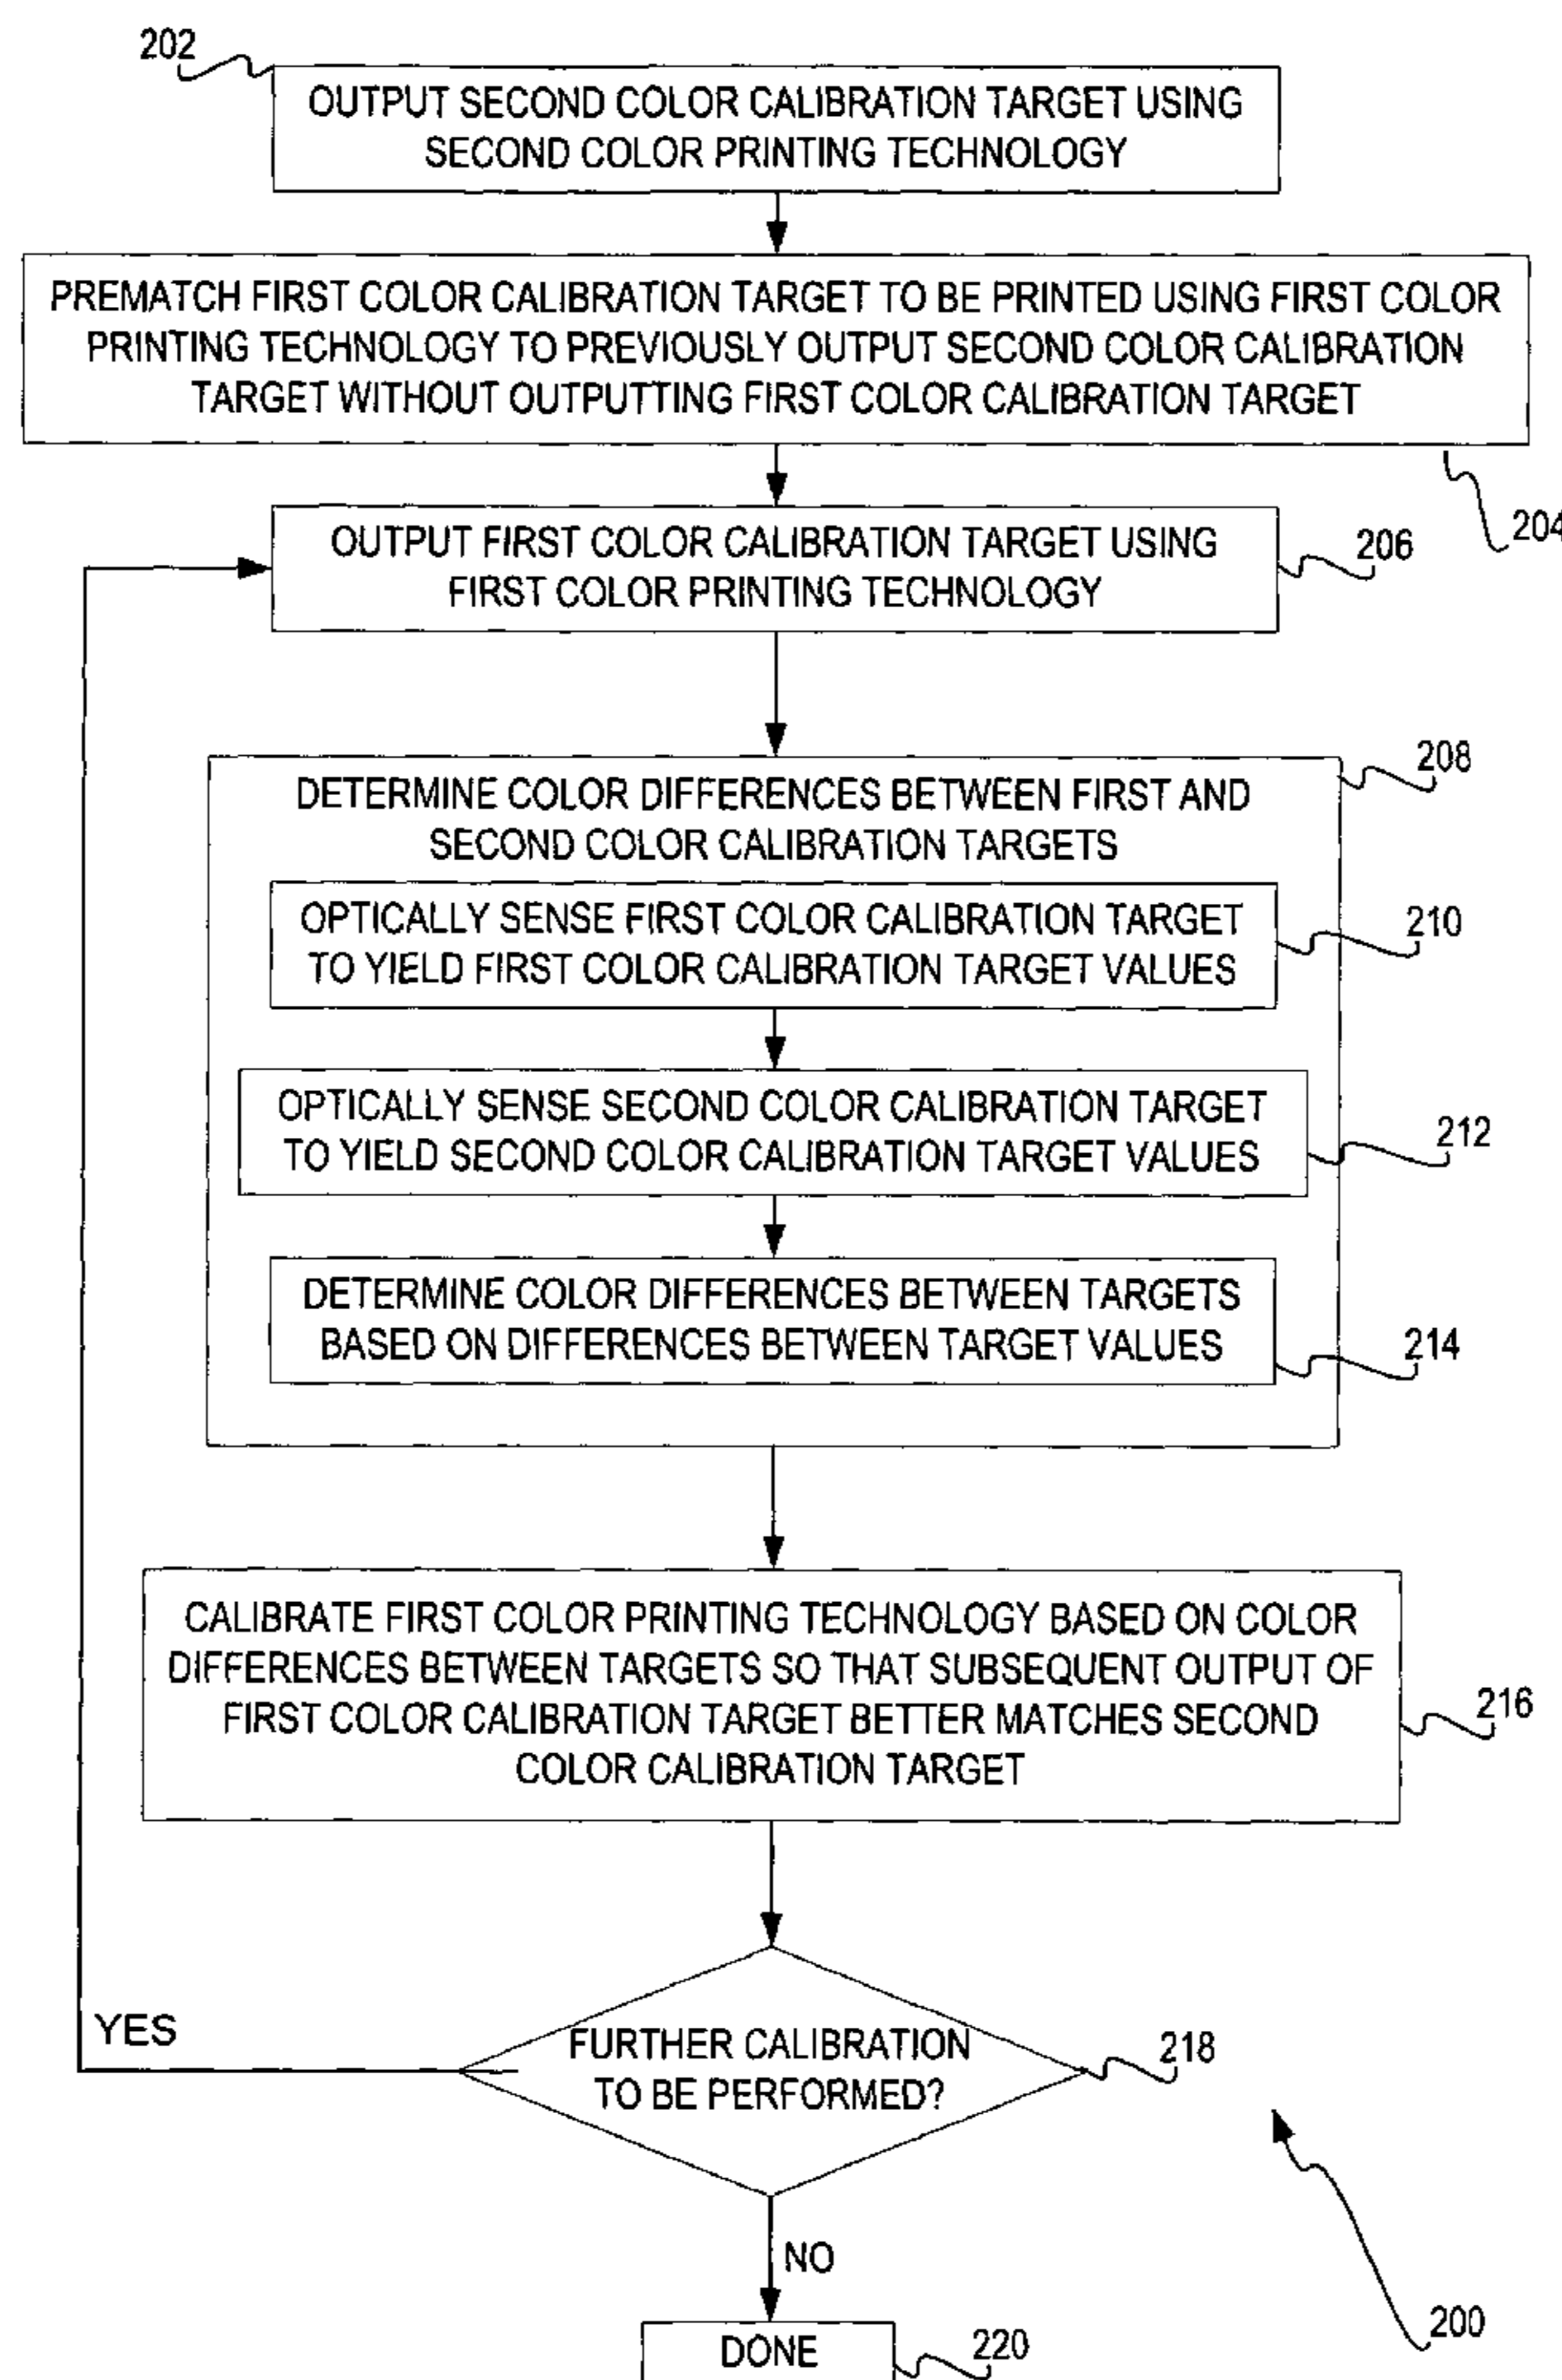 202
OUTPUT SECOND COLOR CALIBRATION TARGET USING
SECOND COLOR PRINTING TECHNOLOGY
PREMATCH FIRST COLOR CALIBRATION TARGET TO BE PRINTED USING FIRST COLOR
PRINTING TECHNOLOGY TO PREVIOUSLY OUTPUT SECOND COLOR CALIBRATION
TARGET WITHOUT OUTPUTTING FIRST COLOR CALIBRATION TARGET
204
OUTPUT FIRST COLOR CALIBRATION TARGET USING
FIRST COLOR PRINTING TECHNOLOGY
206
208
DETERMINE COLOR DIFFERENCES BETWEEN FIRST AND
SECOND COLOR CALIBRATION TARGETS
OPTICALLY SENSE FIRST COLOR CALIBRATION TARGET
TO YIELD FIRST COLOR CALIBRATION TARGET VALUES
210
OPTICALLY SENSE SECOND COLOR CALIBRATION TARGET
TO YIELD SECOND COLOR CALIBRATION TARGET VALUES
212
DETERMINE COLOR DIFFERENCES BETWEEN TARGETS
BASED ON DIFFERENCES BETWEEN TARGET VALUES
214
CALIBRATE FIRST COLOR PRINTING TECHNOLOGY BASED ON COLOR
DIFFERENCES BETWEEN TARGETS SO THAT SUBSEQUENT OUTPUT OF
FIRST COLOR CALIBRATION TARGET BETTER MATCHES SECOND
COLOR CALIBRATION TARGET
216
YES
FURTHER CALIBRATION
TO BE PERFORMED?
218
NO
200
DONE
220